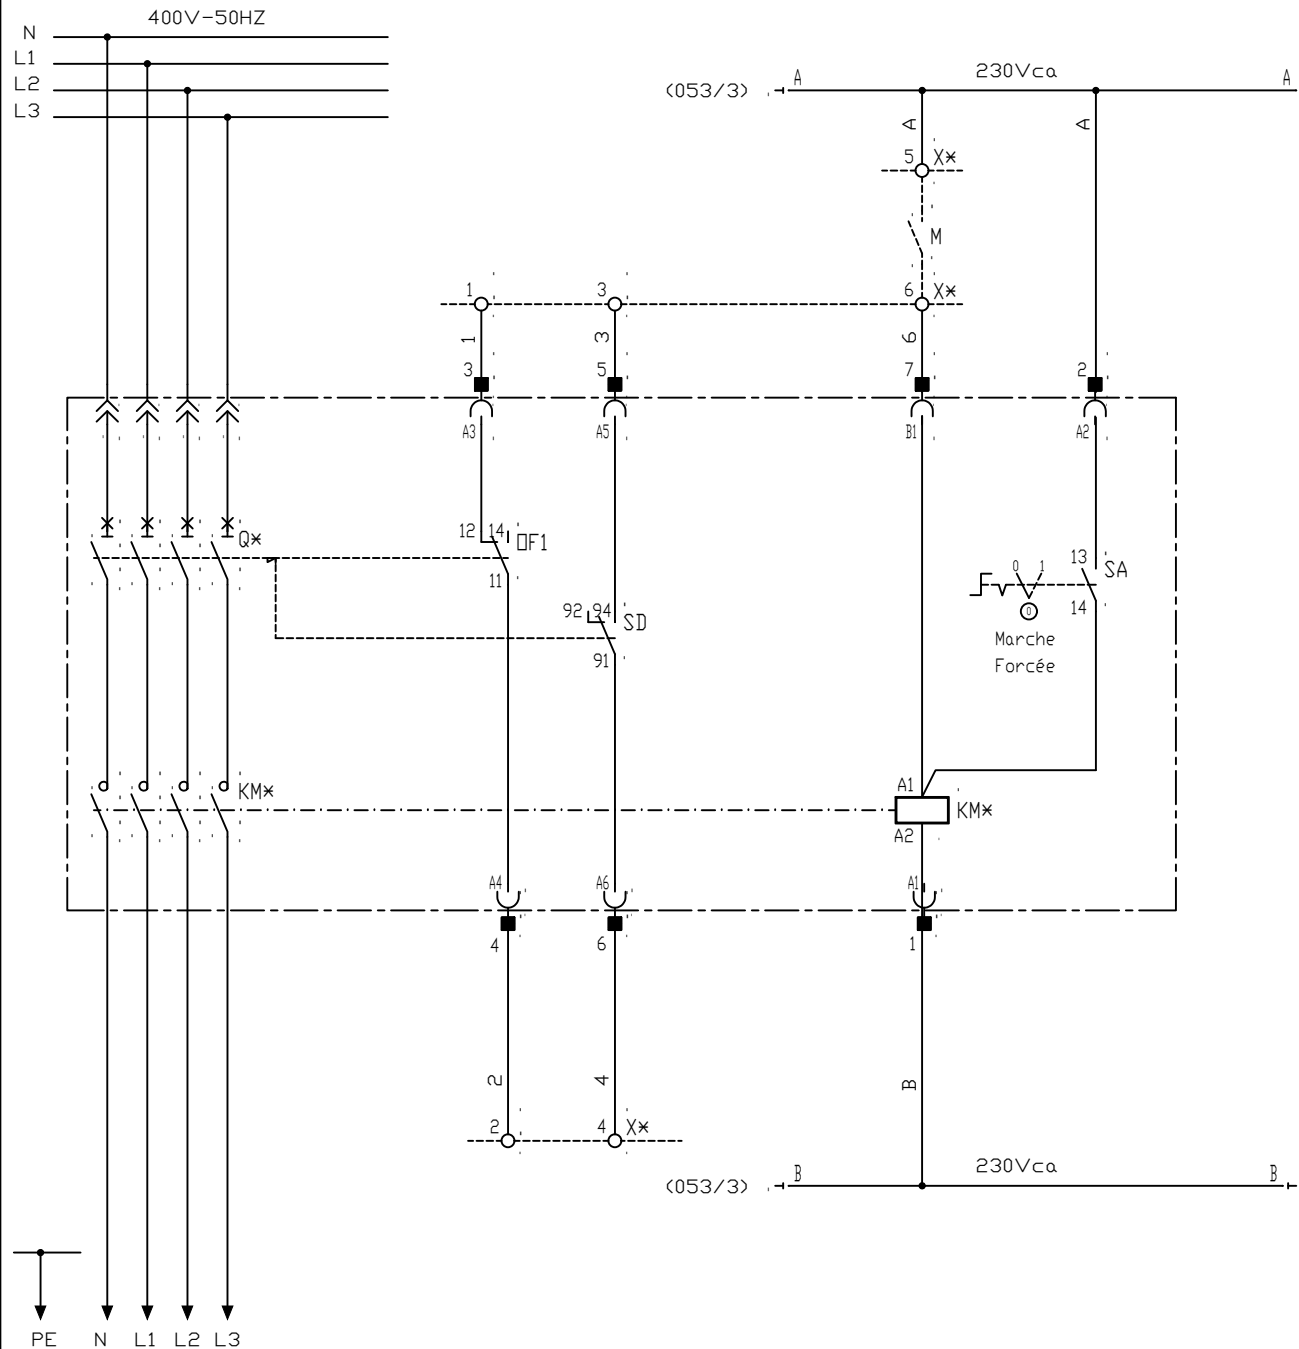 400V-50HZ
N
L1
L2
L3
(053/3) A 230Vca A
A A
5 X*
M
1 3 6 X*
1 3 6
3 5 7 2
A3 A5 B1 A2
Q* 12 14 OF1
11
13 SA
0 1
14
0
Marche
Forcée
92 94 SD
91
KM* A1 KM*
A2
A4 A6 A1
4 6 1
2 4 B
2 4 X*
(053/3) B 230Vca B
PE N L1 L2 L3